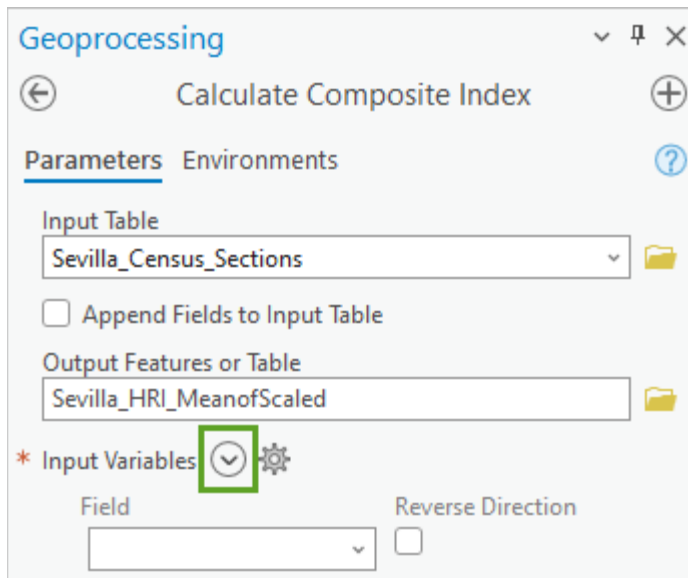 Geoprocessing
Calculate Composite Index
Parameters Environments
Input Table
Sevilla_Census_Sections
Append Fields to Input Table
Output Features or Table
Sevilla_HRI_MeanofScaled
* Input Variables
Field Reverse Direction